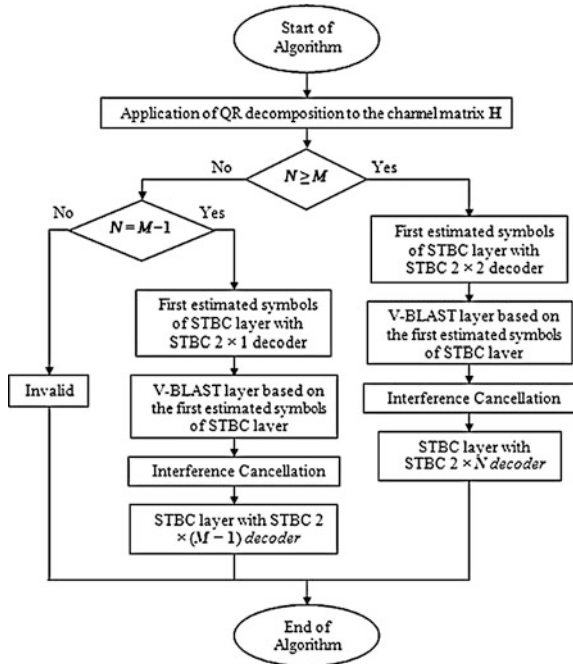 Start of
Algorithm
Application of QR decomposition to the channel matrix H
N ≥ M
No
Yes
N = M−1
No
Yes
First estimated symbols
of STBC layer with
STBC 2 × 2 decoder
First estimated symbols
of STBC layer with
STBC 2 × 1 decoder
V-BLAST layer based on
the first estimated symbols
of STBC layer
Invalid
V-BLAST layer based on
the first estimated symbols
of STBC layer
Interference Cancellation
Interference Cancellation
STBC layer with
STBC 2 × N decoder
STBC layer with STBC 2
× (M − 1) decoder
End of
Algorithm